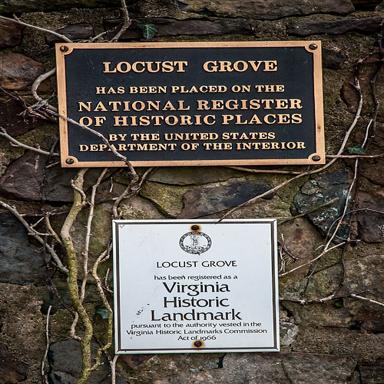 LOCUST GROVE
HAS BEEN PLACED ON THE
NATIONAL REGISTER
OF HISTORIC PLACES
BY THE UNITED STATES
DEPARTMENT OF THE INTERIOR
LOCUST GROVE
has been registered as a
Virginia
Historic
Landmark
pursuant to the authority vested in the
Virginia Historic Landmarks Commission
Act of 1966